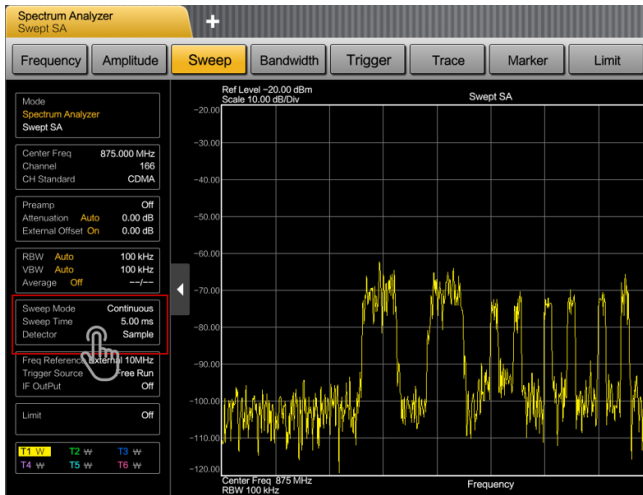 Spectrum Analyzer
Swept SA
+
Frequency Amplitude Sweep Bandwidth Trigger Trace Marker Limit
Mode
Spectrum Analyzer
Swept SA
Center Freq 875.000 MHz
Channel 166
CH Standard CDMA
Preamp Off
Attenuation Auto 0.00 dB
External Offset On 0.00 dB
RBW Auto 100 kHz
VBW Auto 100 kHz
Average Off --/--
Sweep Mode Continuous
Sweep Time 5.00 ms
Detector Sample
Freq Reference External 10MHz
Trigger Source Free Run
IF OutPut Off
Limit Off
T1 W T2 W T3 W
T4 W T5 W T6 W
Ref Level -20.00 dBm
Scale 10.00 dB/Div
Swept SA
-20.00
-30.00
-40.00
-50.00
-60.00
-70.00
-80.00
-90.00
-100.00
-110.00
-120.00
Center Freq 875 MHz
RBW 100 kHz
Frequency